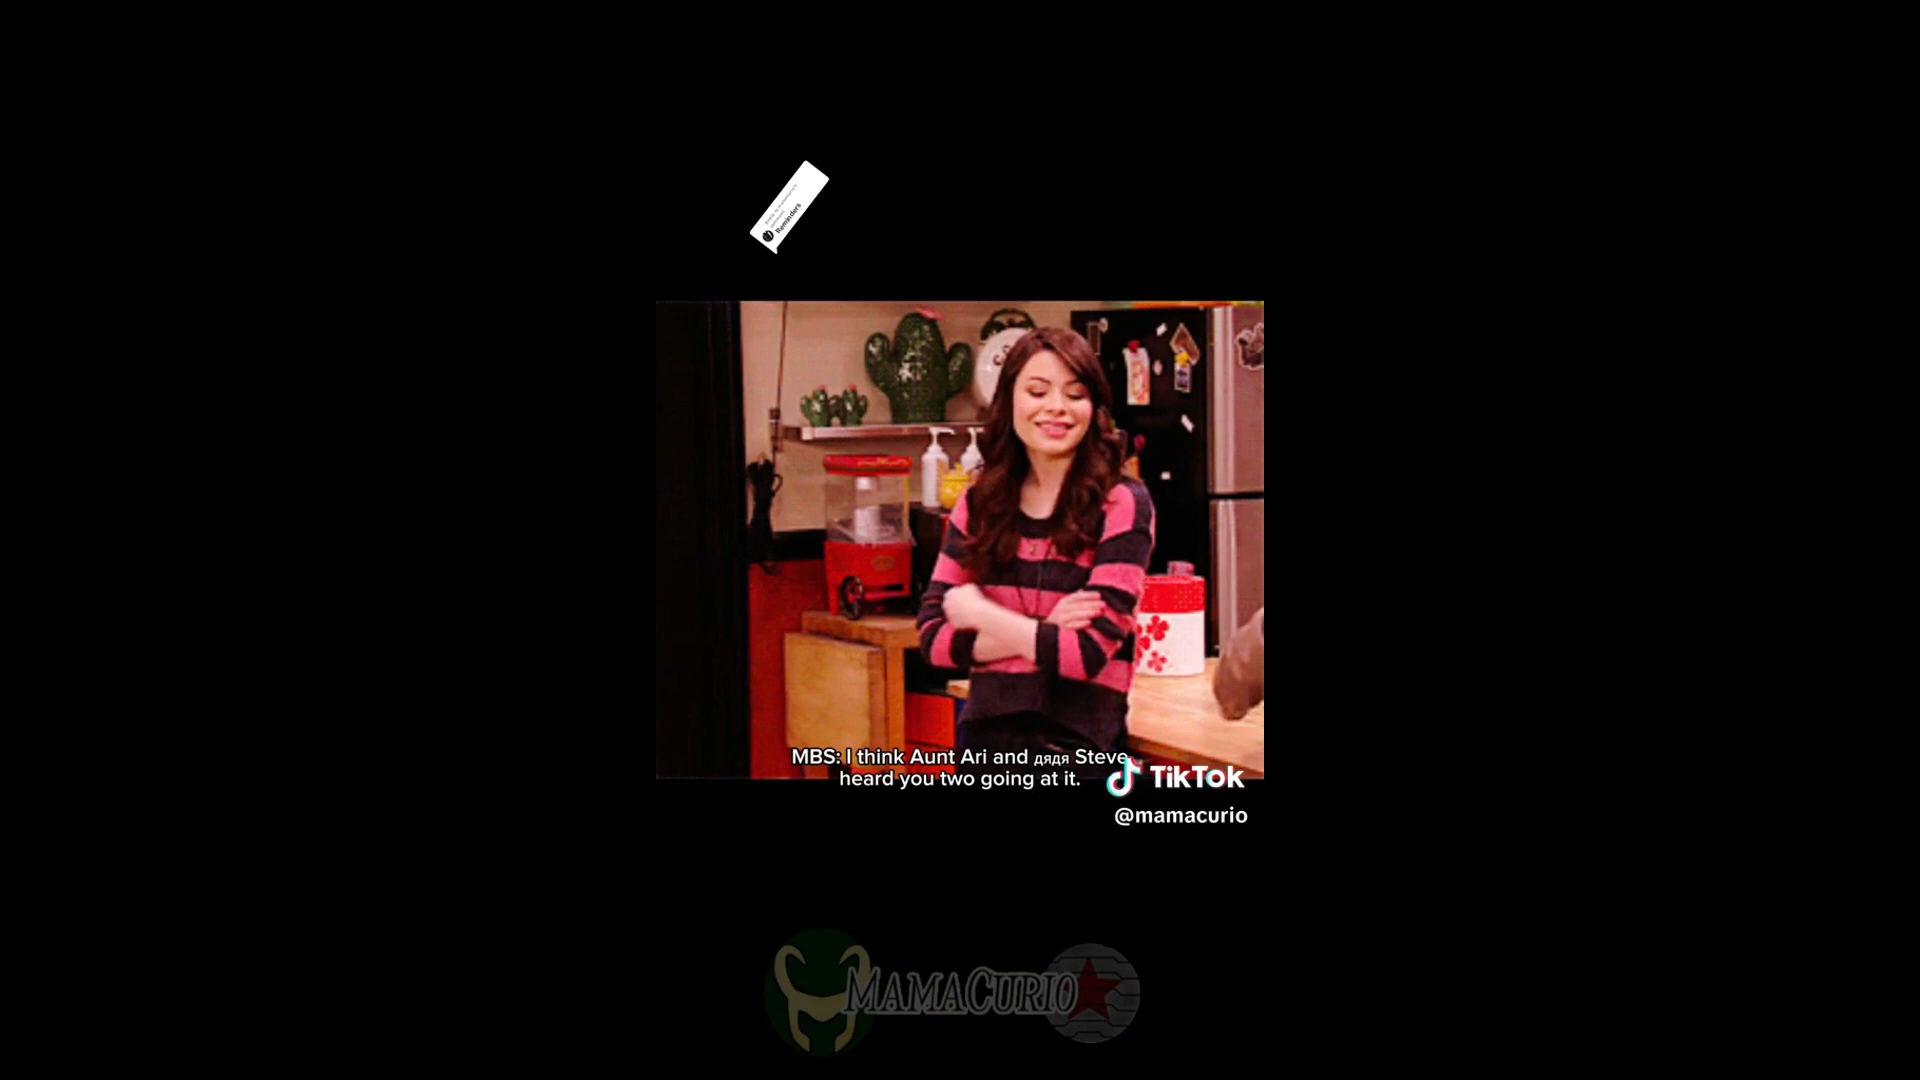 Reminders
MBS: I think Aunt Ari and дядя Steve
heard you two going at it.
TikTok
@mamacurio
MAMACURIO